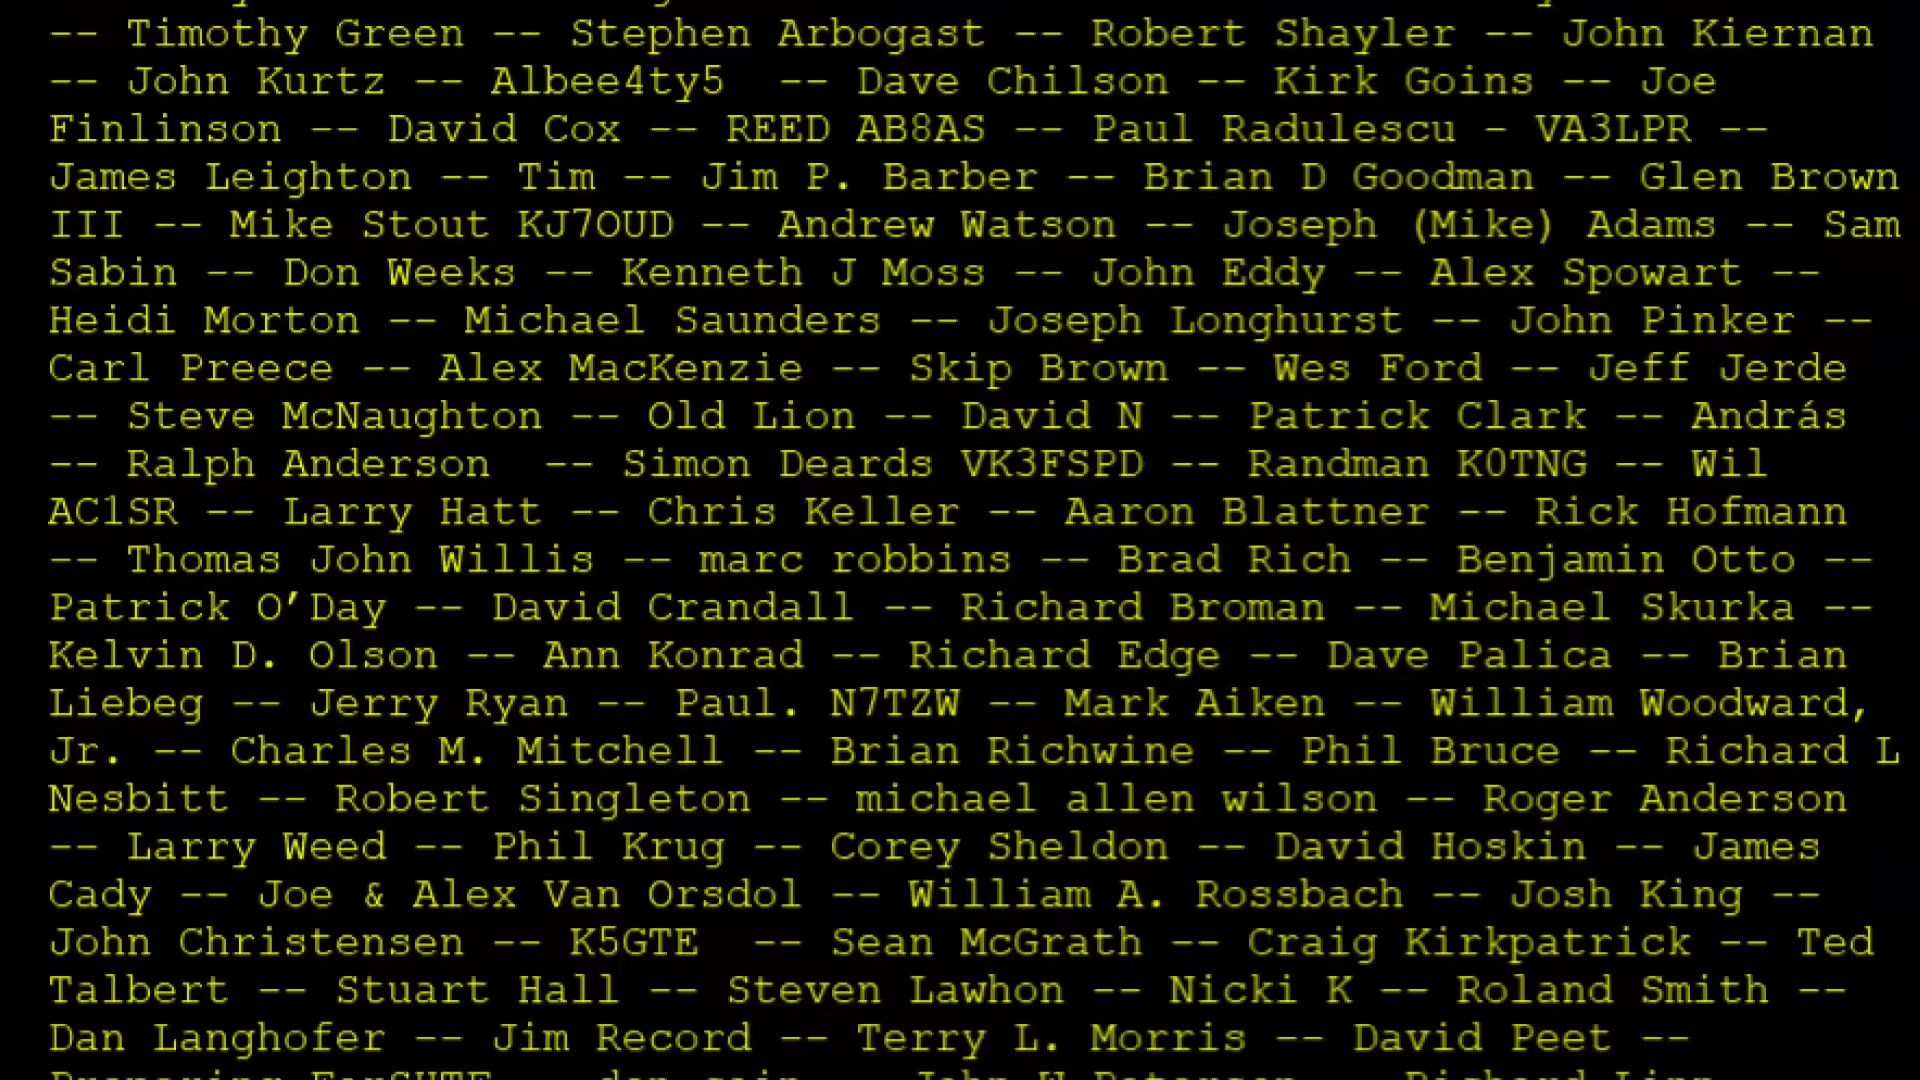 -- Timothy Green -- Stephen Arbogast -- Robert Shayler -- John Kiernan
-- John Kurtz -- Albee4ty5  -- Dave Chilson -- Kirk Goins -- Joe
Finlinson -- David Cox -- REED AB8AS -- Paul Radulescu - VA3LPR --
James Leighton -- Tim -- Jim P. Barber -- Brian D Goodman -- Glen Brown
III -- Mike Stout KJ7OUD -- Andrew Watson -- Joseph (Mike) Adams -- Sam
Sabin -- Don Weeks -- Kenneth J Moss -- John Eddy -- Alex Spowart --
Heidi Morton -- Michael Saunders -- Joseph Longhurst -- John Pinker --
Carl Preece -- Alex MacKenzie -- Skip Brown -- Wes Ford -- Jeff Jerde
-- Steve McNaughton -- Old Lion -- David N -- Patrick Clark -- András
-- Ralph Anderson  -- Simon Deards VK3FSPD -- Randman K0TNG -- Wil
AC1SR -- Larry Hatt -- Chris Keller -- Aaron Blattner -- Rick Hofmann
-- Thomas John Willis -- marc robbins -- Brad Rich -- Benjamin Otto --
Patrick O’Day -- David Crandall -- Richard Broman -- Michael Skurka --
Kelvin D. Olson -- Ann Konrad -- Richard Edge -- Dave Palica -- Brian
Liebeg -- Jerry Ryan -- Paul. N7TZW -- Mark Aiken -- William Woodward,
Jr. -- Charles M. Mitchell -- Brian Richwine -- Phil Bruce -- Richard L
Nesbitt -- Robert Singleton -- michael allen wilson -- Roger Anderson
-- Larry Weed -- Phil Krug -- Corey Sheldon -- David Hoskin -- James
Cady -- Joe & Alex Van Orsdol -- William A. Rossbach -- Josh King --
John Christensen -- K5GTE  -- Sean McGrath -- Craig Kirkpatrick -- Ted
Talbert -- Stuart Hall -- Steven Lawhon -- Nicki K -- Roland Smith --
Dan Langhofer -- Jim Record -- Terry L. Morris -- David Peet --